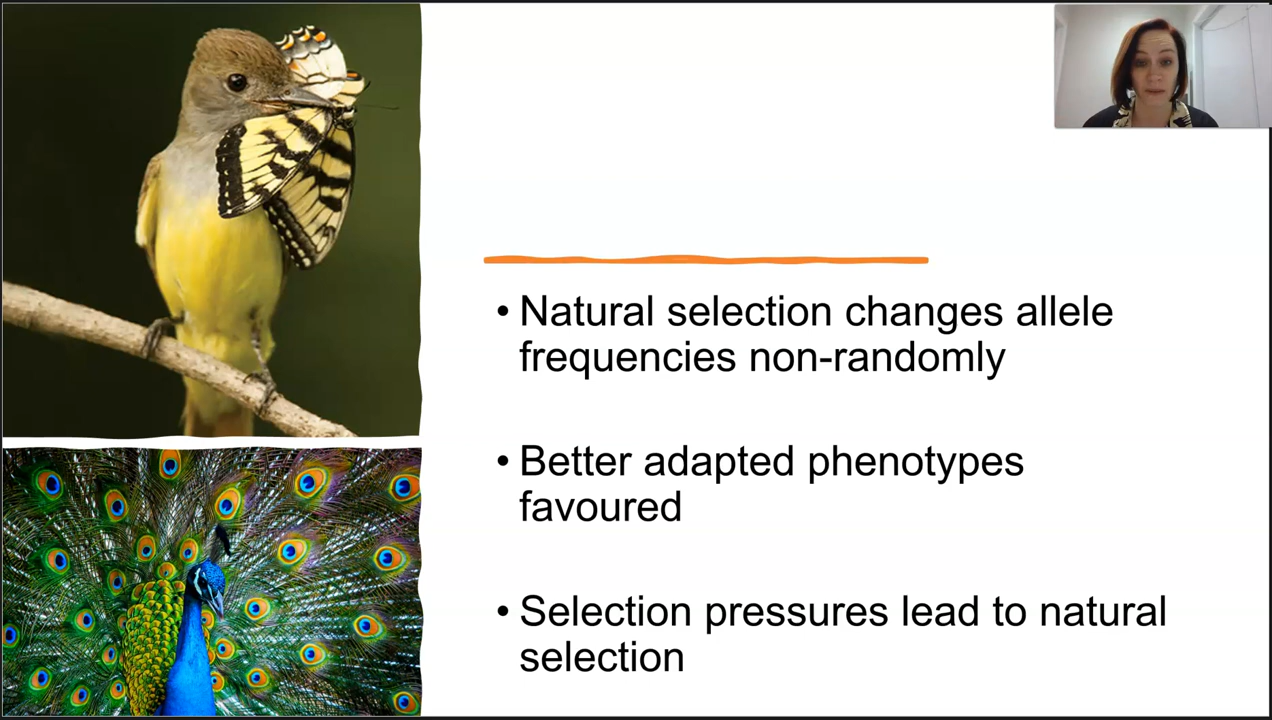 • Natural selection changes allele
frequencies non-randomly
• Better adapted phenotypes
favoured
• Selection pressures lead to natural
selection